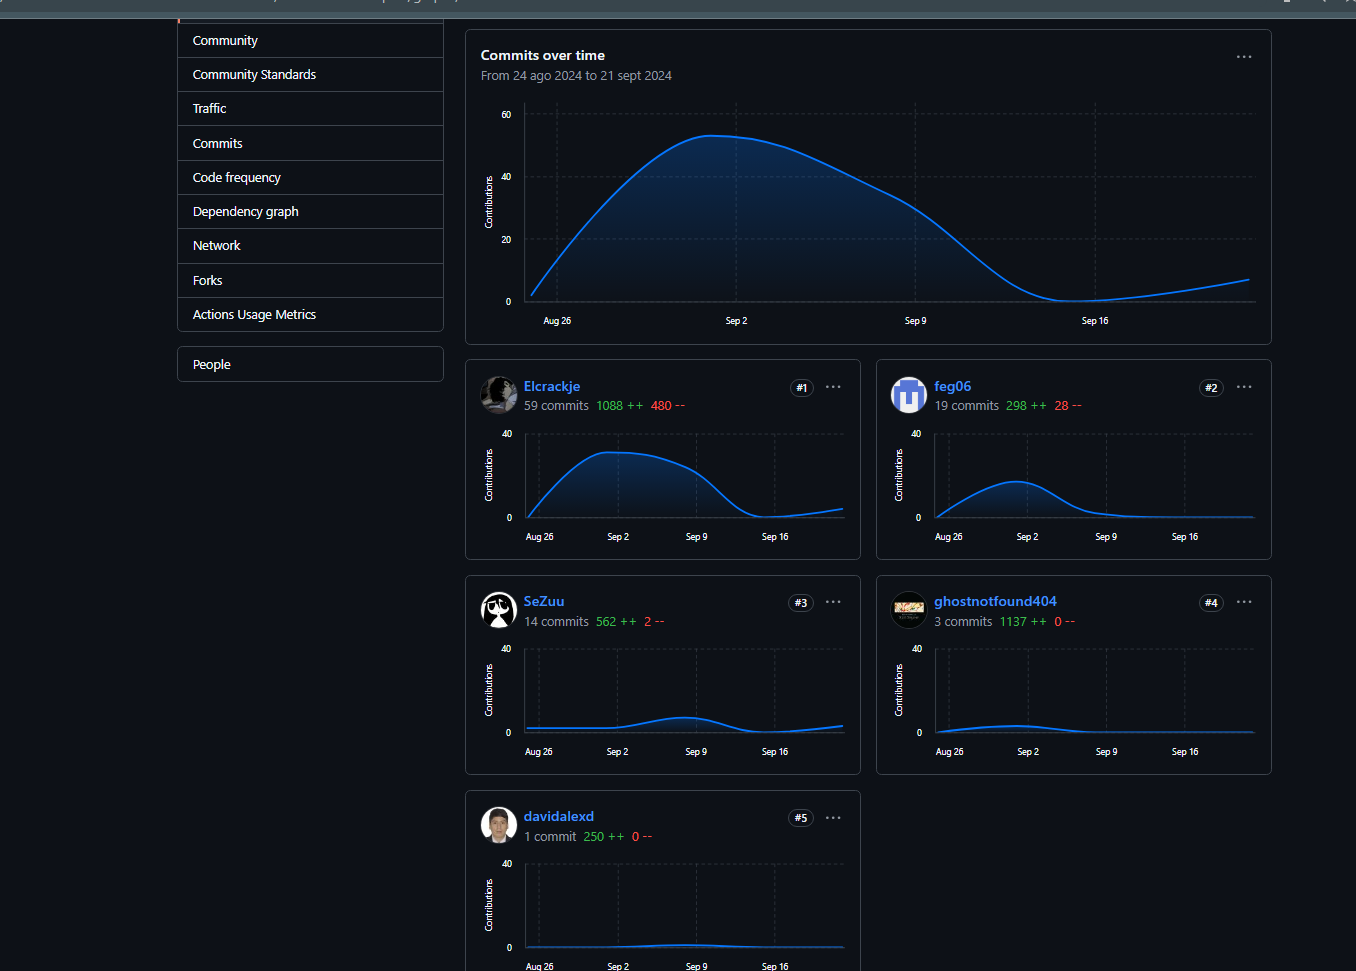 Community
Community Standards
Traffic
Commits
Code frequency
Dependency graph
Network
Forks
Actions Usage Metrics
People
Commits over time
From 24 ago 2024 to 21 sept 2024
Contributions
60
40
20
0
Aug 26 Sep 2 Sep 9 Sep 16
Elcrackje #1
59 commits 1088 ++ 480 --
Contributions
40
0
Aug 26 Sep 2 Sep 9 Sep 16
feg06 #2
19 commits 298 ++ 28 --
Contributions
40
0
Aug 26 Sep 2 Sep 9 Sep 16
SeZuu #3
14 commits 562 ++ 2 --
Contributions
40
0
Aug 26 Sep 2 Sep 9 Sep 16
ghostnotfound404 #4
3 commits 1137 ++ 0 --
Contributions
40
0
Aug 26 Sep 2 Sep 9 Sep 16
davidalexd #5
1 commit 250 ++ 0 --
Contributions
40
0
Aug 26 Sep 2 Sep 9 Sep 16